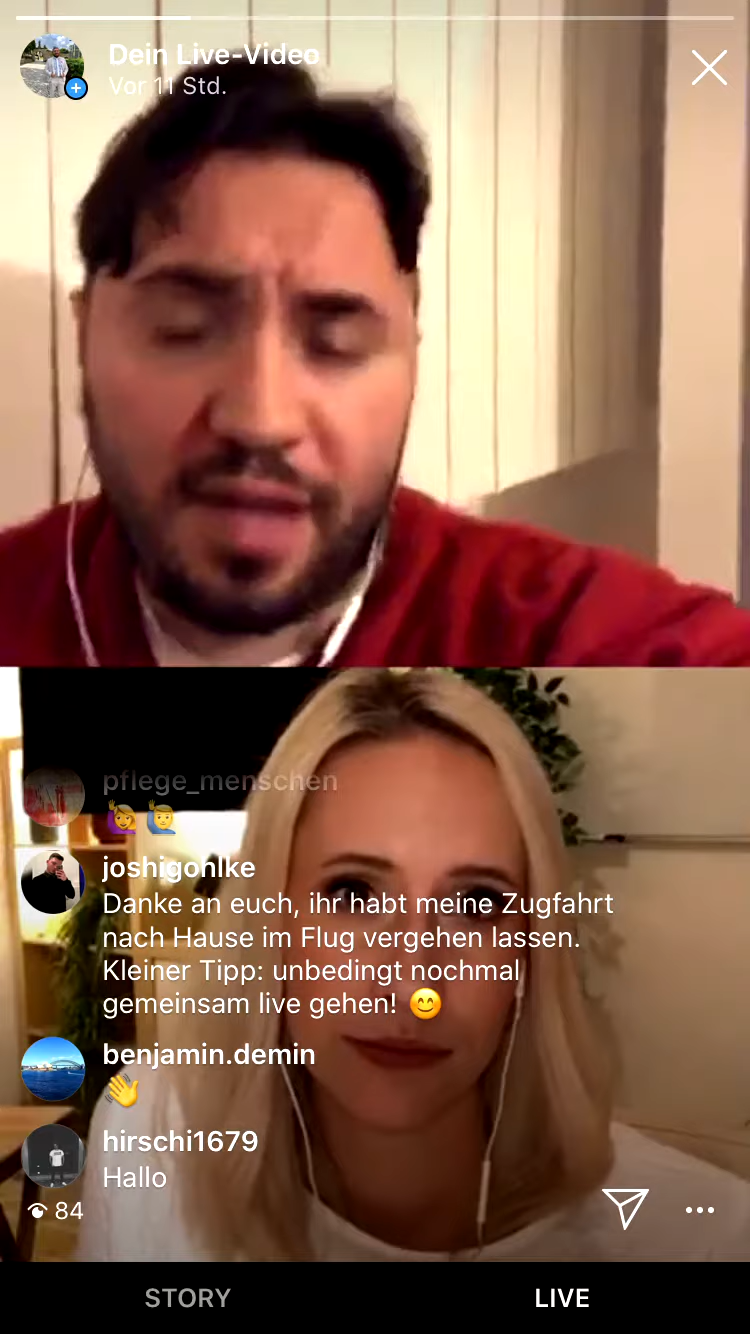 Dein Live-Video
Vor 11 Std.
pflege_menschen
🙋‍♀️🙋‍♂️
joshigohlke
Danke an euch, ihr habt meine Zugfahrt
nach Hause im Flug vergehen lassen.
Kleiner Tipp: unbedingt nochmal
gemeinsam live gehen! 😊
benjamin.demin
👋
hirschi1679
Hallo
84
STORY LIVE